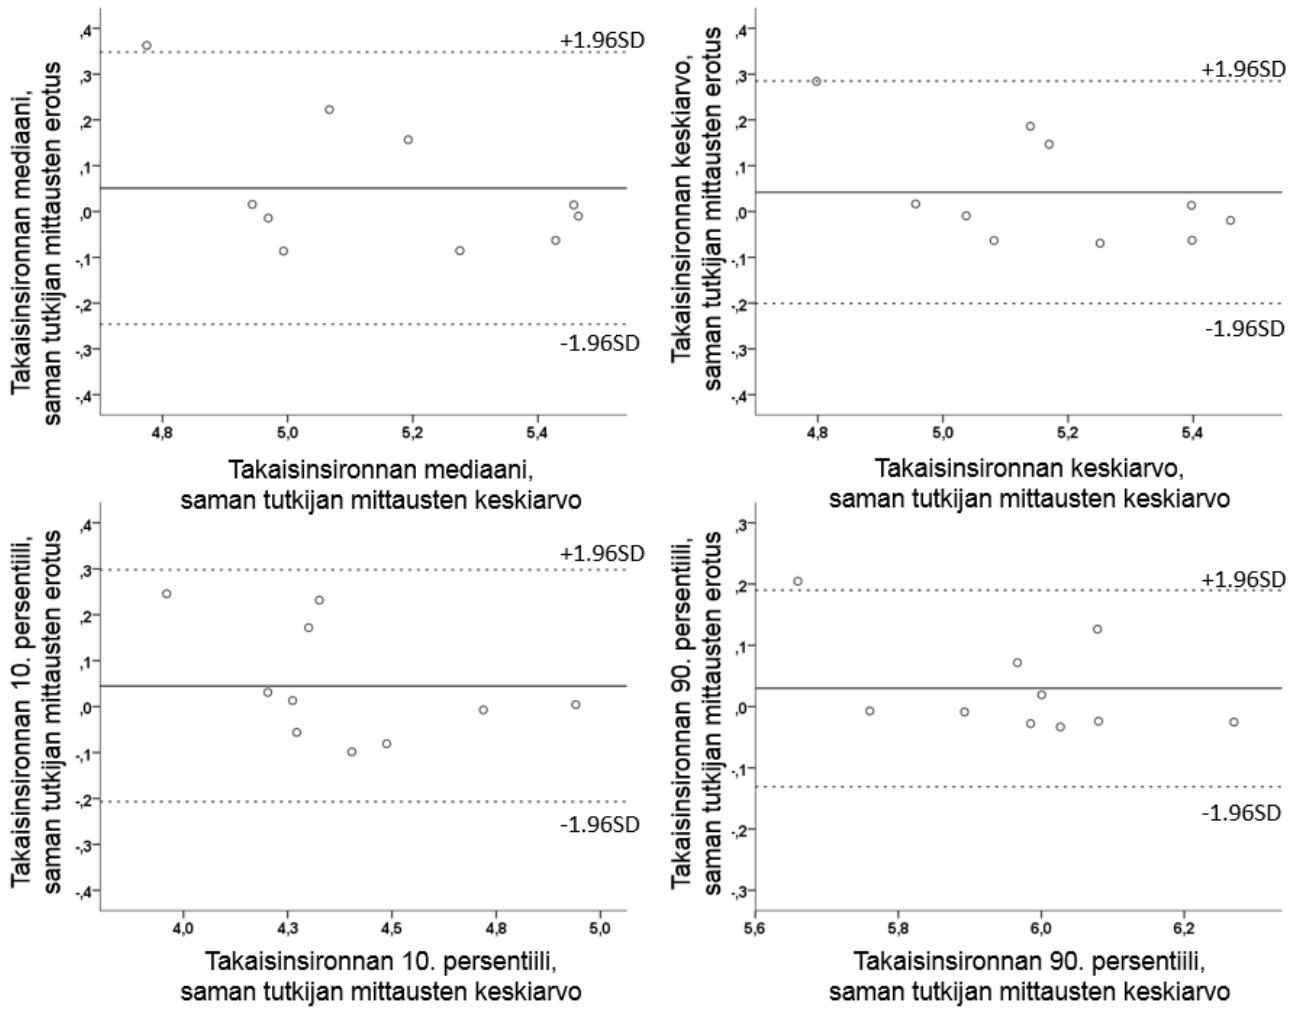 Takaisinsironnan mediaani,
saman tutkijan mittausten erotus
,4
,3
,2
,1
,0
-,1
-,2
-,3
-,4
+1.96SD
-1.96SD
4,8 5,0 5,2 5,4
Takaisinsironnan mediaani,
saman tutkijan mittausten keskiarvo
Takaisinsironnan keskiarvo,
saman tutkijan mittausten erotus
,4
,3
,2
,1
,0
-,1
-,2
-,3
-,4
+1.96SD
-1.96SD
4,8 5,0 5,2 5,4
Takaisinsironnan keskiarvo,
saman tutkijan mittausten keskiarvo
Takaisinsironnan 10. persentiili,
saman tutkijan mittausten erotus
,4
,3
,2
,1
,0
-,1
-,2
-,3
-,4
+1.96SD
-1.96SD
4,0 4,3 4,5 4,8 5,0
Takaisinsironnan 10. persentiili,
saman tutkijan mittausten keskiarvo
Takaisinsironnan 90. persentiili,
saman tutkijan mittausten erotus
,3
,2
,1
,0
-,1
-,2
-,3
+1.96SD
-1.96SD
5,6 5,8 6,0 6,2
Takaisinsironnan 90. persentiili,
saman tutkijan mittausten keskiarvo